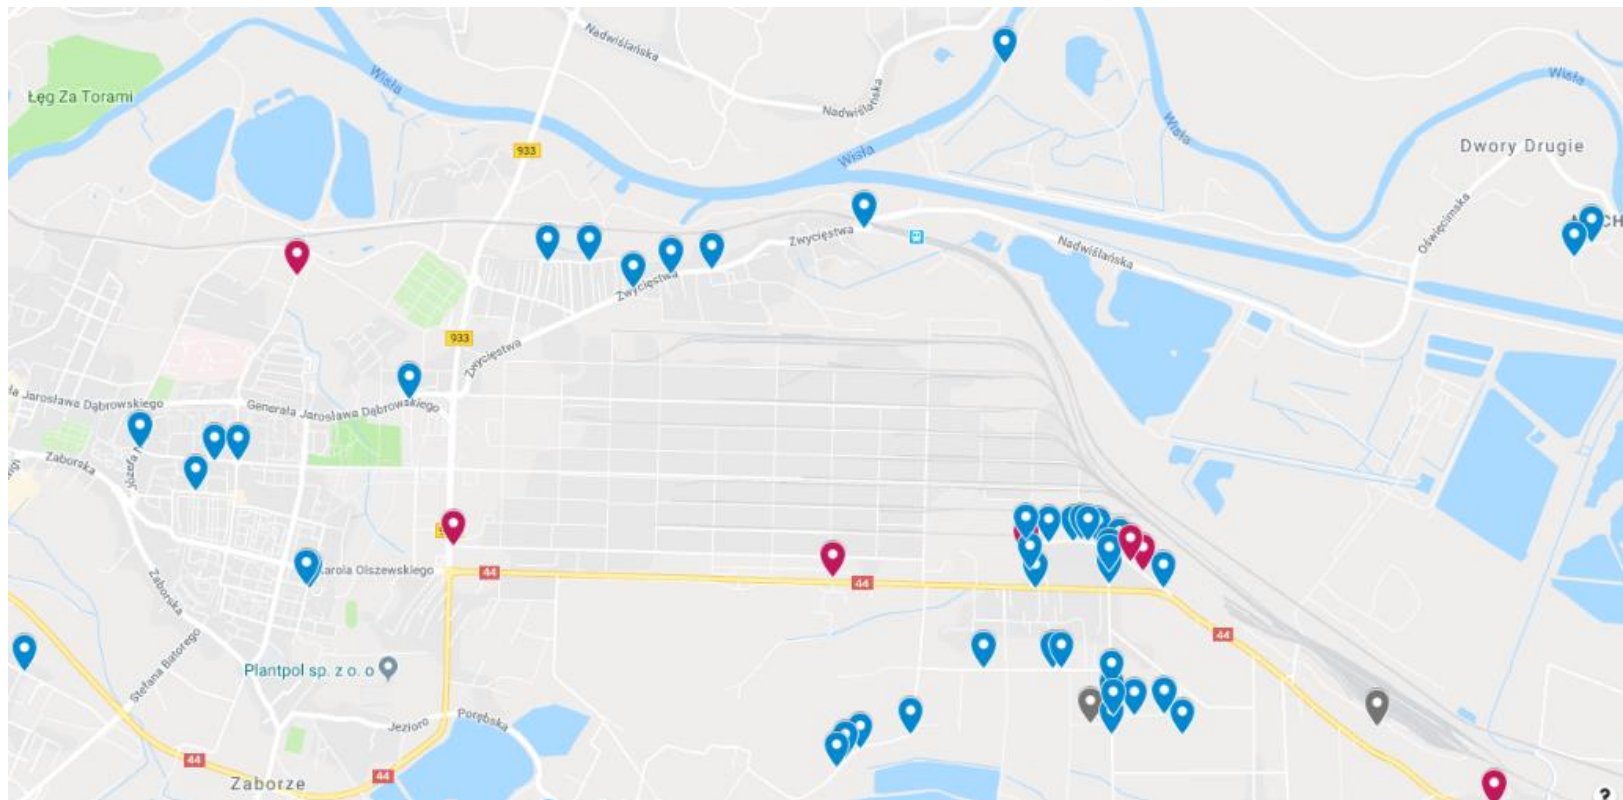 Nadwiślańska
Wisła
Wisła
Łęg Za Torami
Nadwiślańska
Wisła
Dwory Drugie
933
Wisła
Oświęcimska
CH
Zwycięstwa
Nadwiślańska
Zwycięstwa
933
Zwycięstwa
Jarosława Dąbrowskiego
Generała Jarosława Dąbrowskiego
Zaborska
Józefa
Olszewskiego
44
44
Zaborska
44
Stefana Batorego
Plantpol sp. z o. o
Jezioro
Porębska
44
44
Zaborze
?